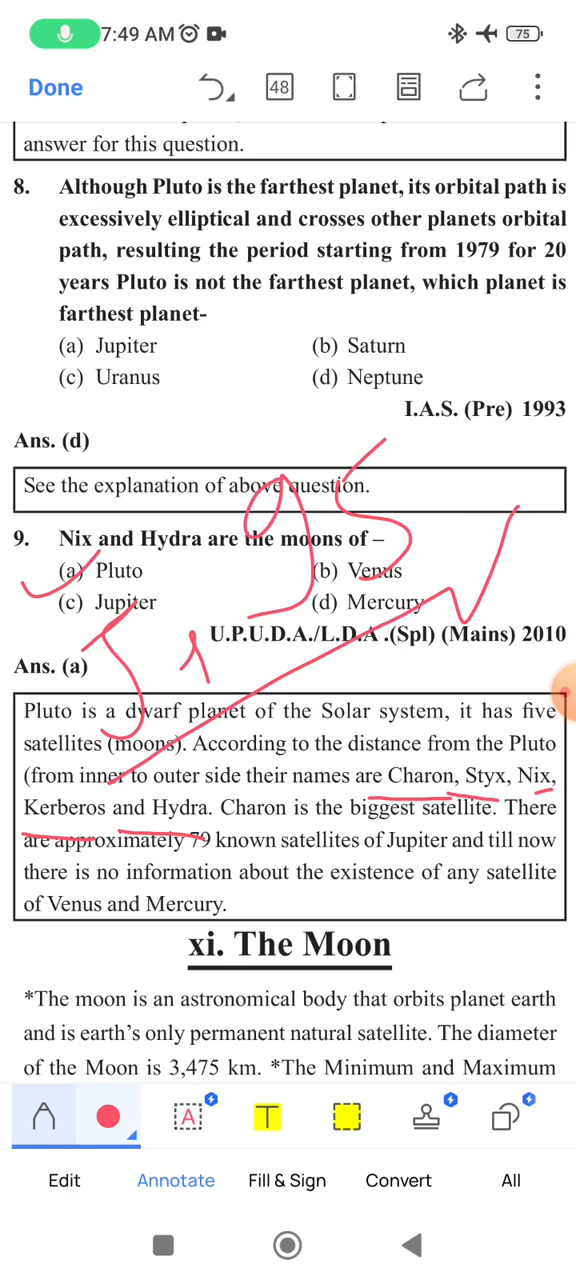 7:49 AM
75
Done
48
answer for this question.
8. Although Pluto is the farthest planet, its orbital path is
excessively elliptical and crosses other planets orbital
path, resulting the period starting from 1979 for 20
years Pluto is not the farthest planet, which planet is
farthest planet-
(a) Jupiter (b) Saturn
(c) Uranus (d) Neptune
I.A.S. (Pre) 1993
Ans. (d)
See the explanation of above question.
9. Nix and Hydra are the moons of –
(a) Pluto (b) Venus
(c) Jupiter (d) Mercury
U.P.U.D.A./L.D.A .(Spl) (Mains) 2010
Ans. (a)
Pluto is a dwarf planet of the Solar system, it has five
satellites (moons). According to the distance from the Pluto
(from inner to outer side their names are Charon, Styx, Nix,
Kerberos and Hydra. Charon is the biggest satellite. There
are approximately 79 known satellites of Jupiter and till now
there is no information about the existence of any satellite
of Venus and Mercury.
xi. The Moon
*The moon is an astronomical body that orbits planet earth
and is earth's only permanent natural satellite. The diameter
of the Moon is 3,475 km. *The Minimum and Maximum
A
T
Edit Annotate Fill & Sign Convert All